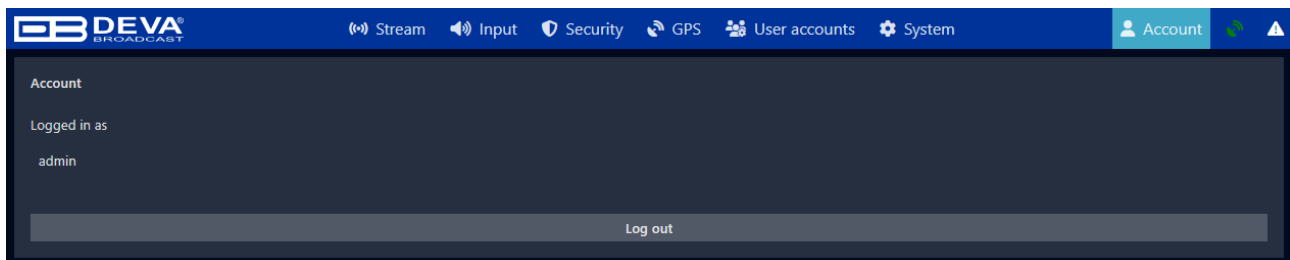 DEVA
BROADCAST
Stream Input Security GPS User accounts System Account
Account
Logged in as
admin
Log out